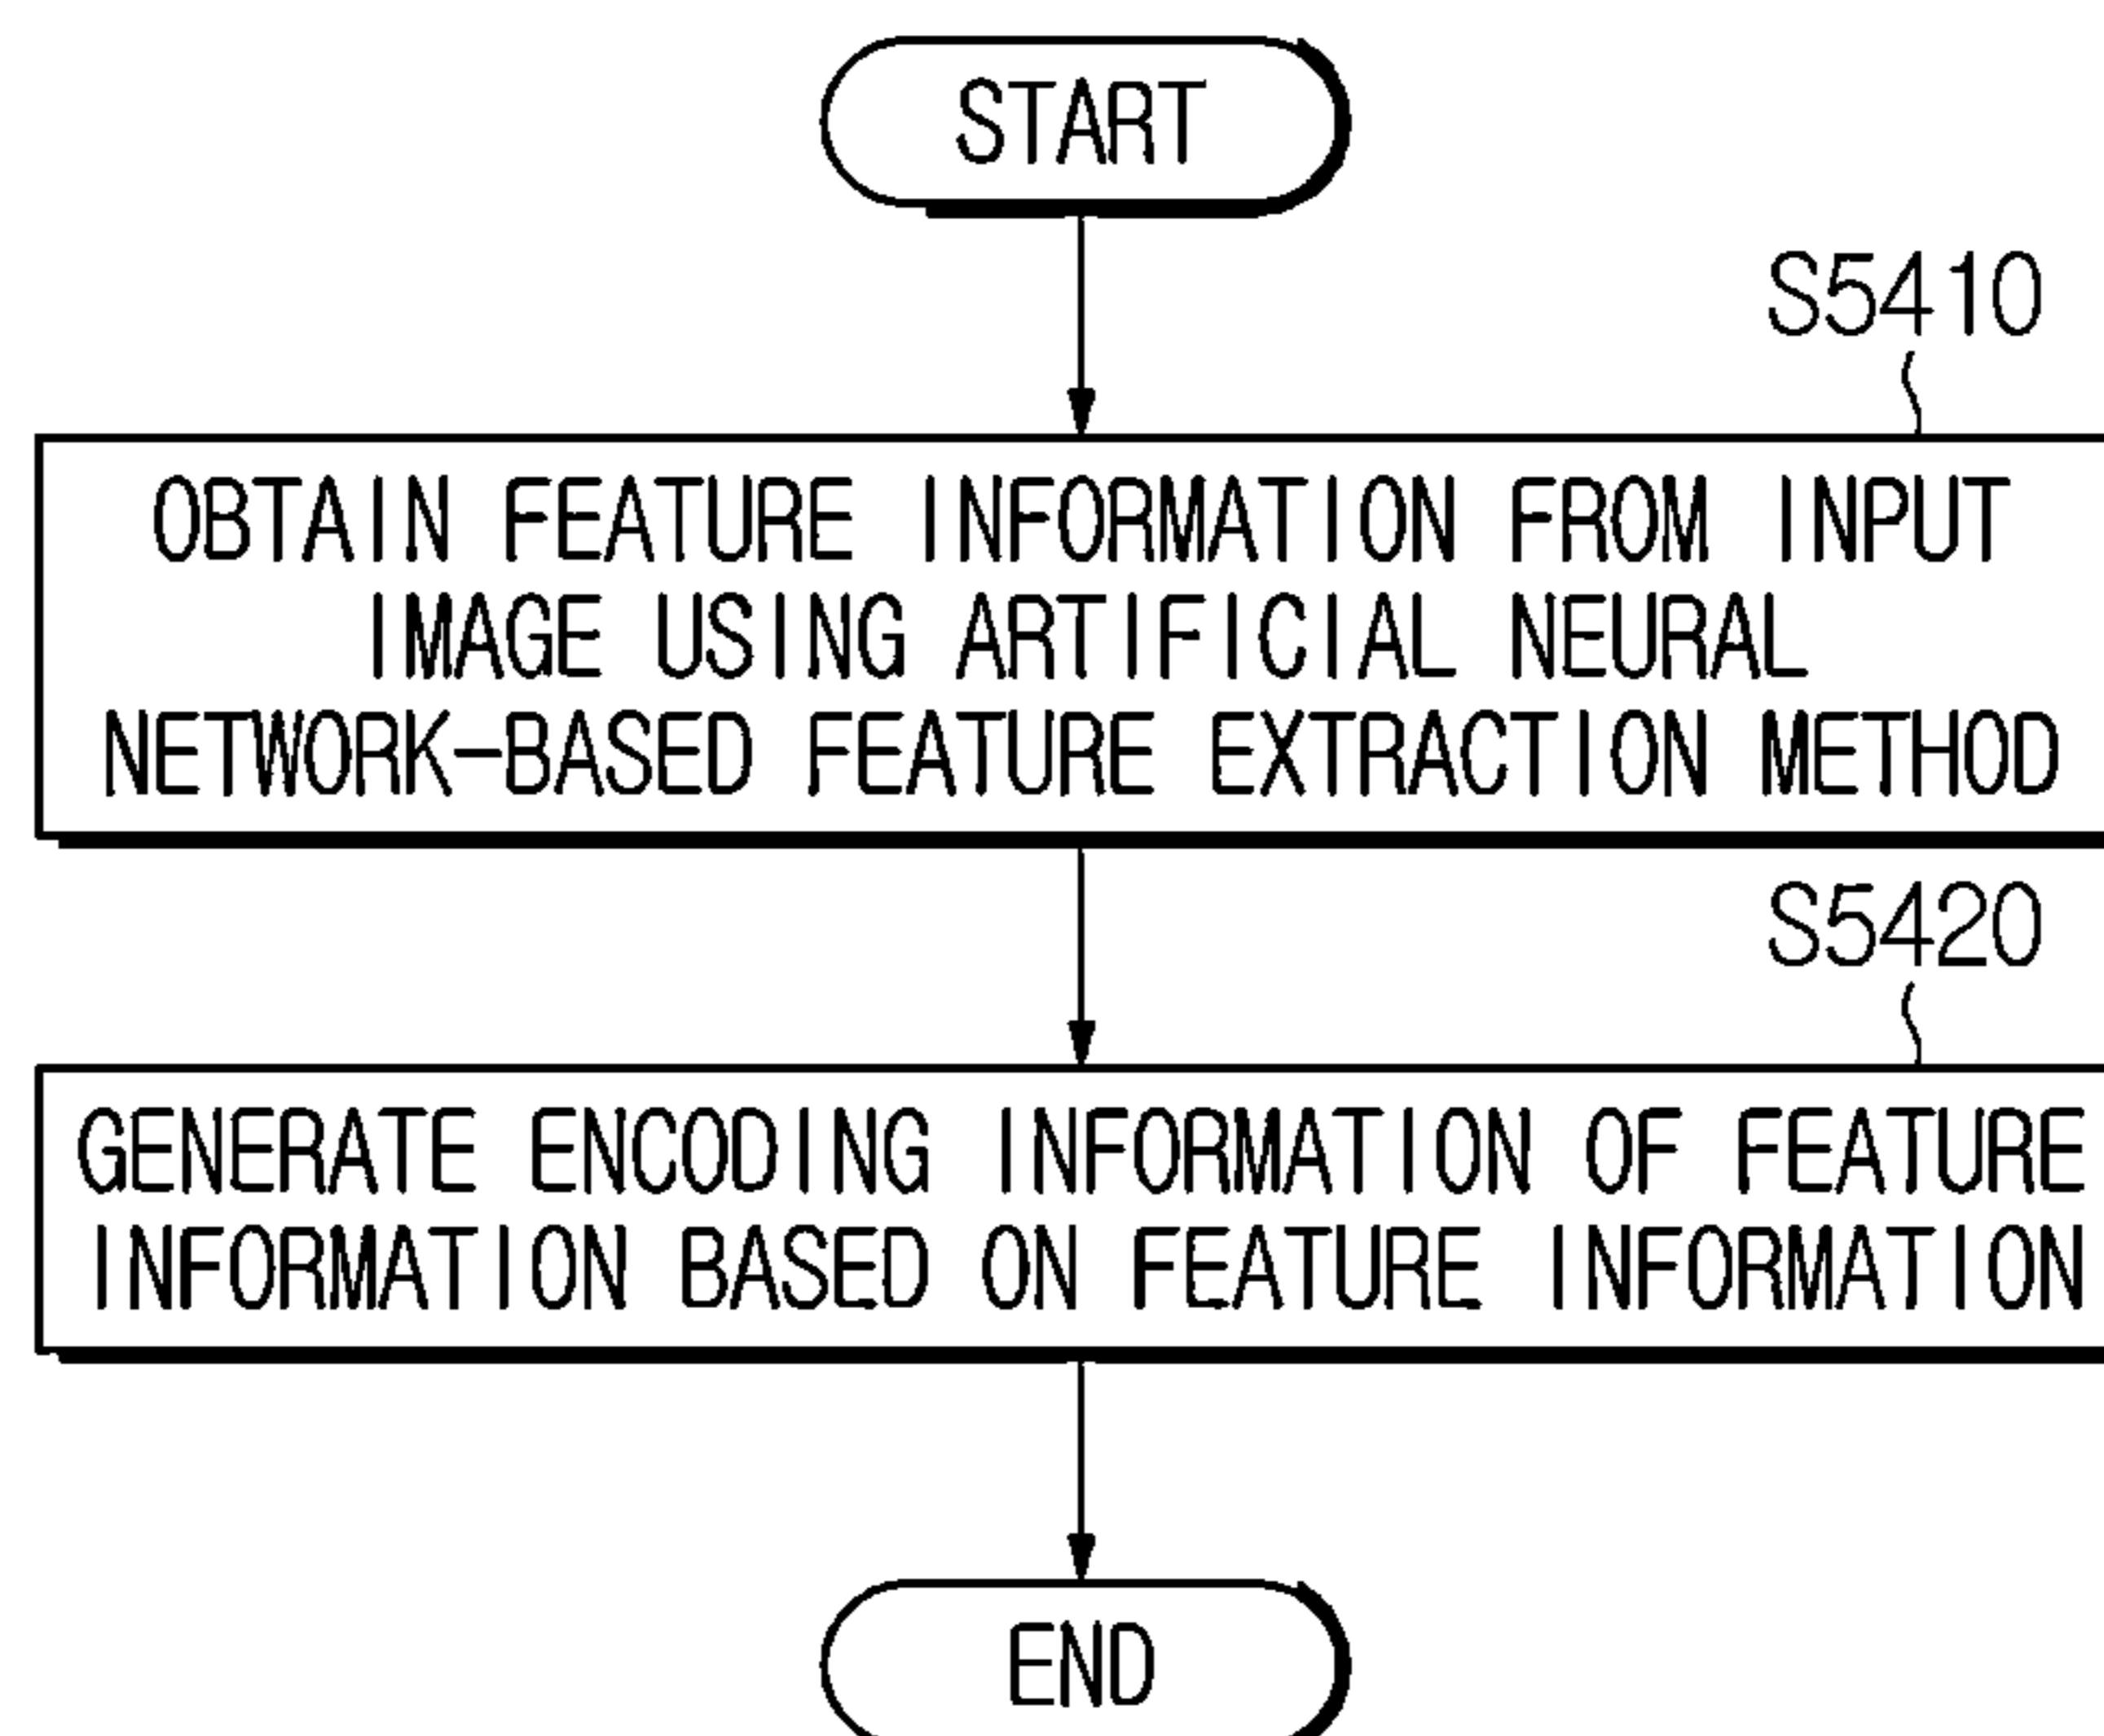 START
S5410
OBTAIN FEATURE INFORMATION FROM INPUT
IMAGE USING ARTIFICIAL NEURAL
NETWORK-BASED FEATURE EXTRACTION METHOD
S5420
GENERATE ENCODING INFORMATION OF FEATURE
INFORMATION BASED ON FEATURE INFORMATION
END